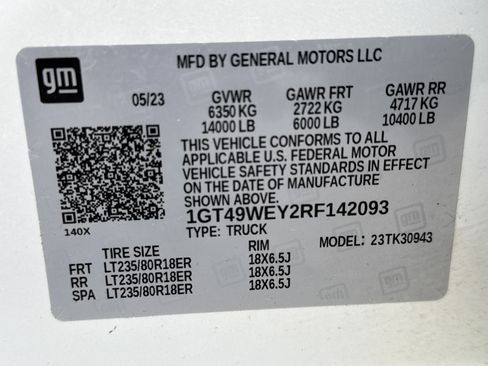 gm
MFD BY GENERAL MOTORS LLC
05/23 GVWR GAWR FRT GAWR RR
6350 KG 2722 KG 4717 KG
14000 LB 6000 LB 10400 LB
THIS VEHICLE CONFORMS TO ALL
APPLICABLE U.S. FEDERAL MOTOR
VEHICLE SAFETY STANDARDS IN EFFECT
ON THE DATE OF MANUFACTURE
SHOWN ABOVE.
1GT49WEY2RF142093
140X TYPE: TRUCK MODEL: 23TK30943
TIRE SIZE RIM
FRT LT235/80R18ER 18X6.5J
RR LT235/80R18ER 18X6.5J
SPA LT235/80R18ER 18X6.5J